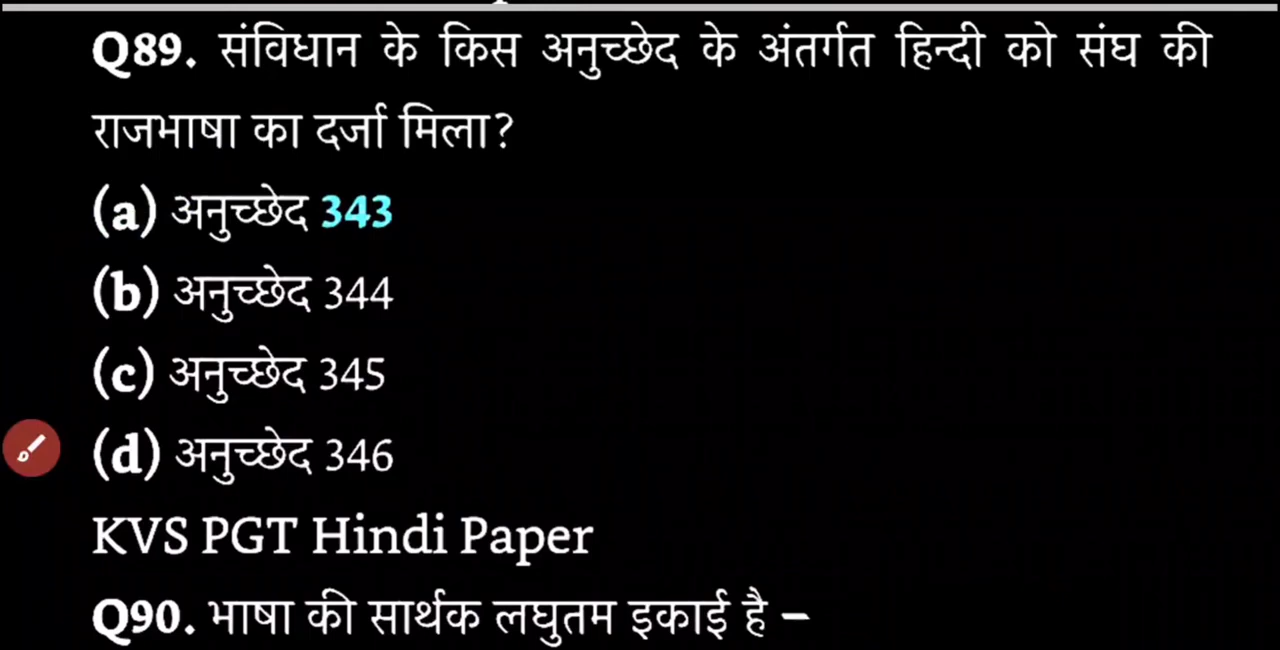 Q89. संविधान के किस अनुच्छेद के अंतर्गत हिन्दी को संघ की
राजभाषा का दर्जा मिला?
(a) अनुच्छेद 343
(b) अनुच्छेद 344
(c) अनुच्छेद 345
(d) अनुच्छेद 346
KVS PGT Hindi Paper
Q90. भाषा की सार्थक लघुतम इकाई है –